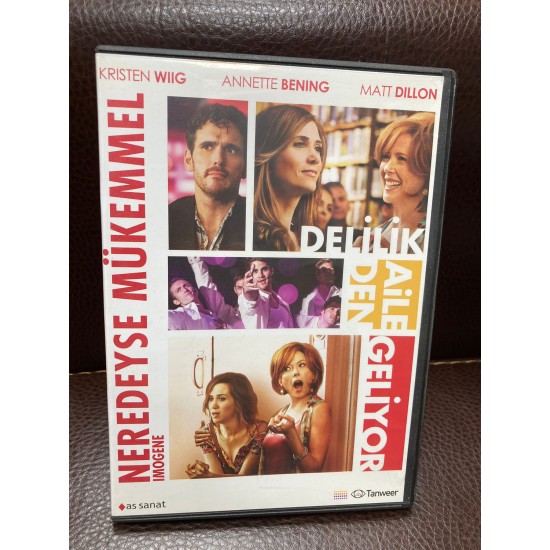 KRISTEN WIIG
ANNETTE BENING
MATT DILLON
NEREDEYSE MÜKEMMEL
IMOGENE
DELİLİK
AİLE
DEN
GELİYOR
as sanat
Tanweer